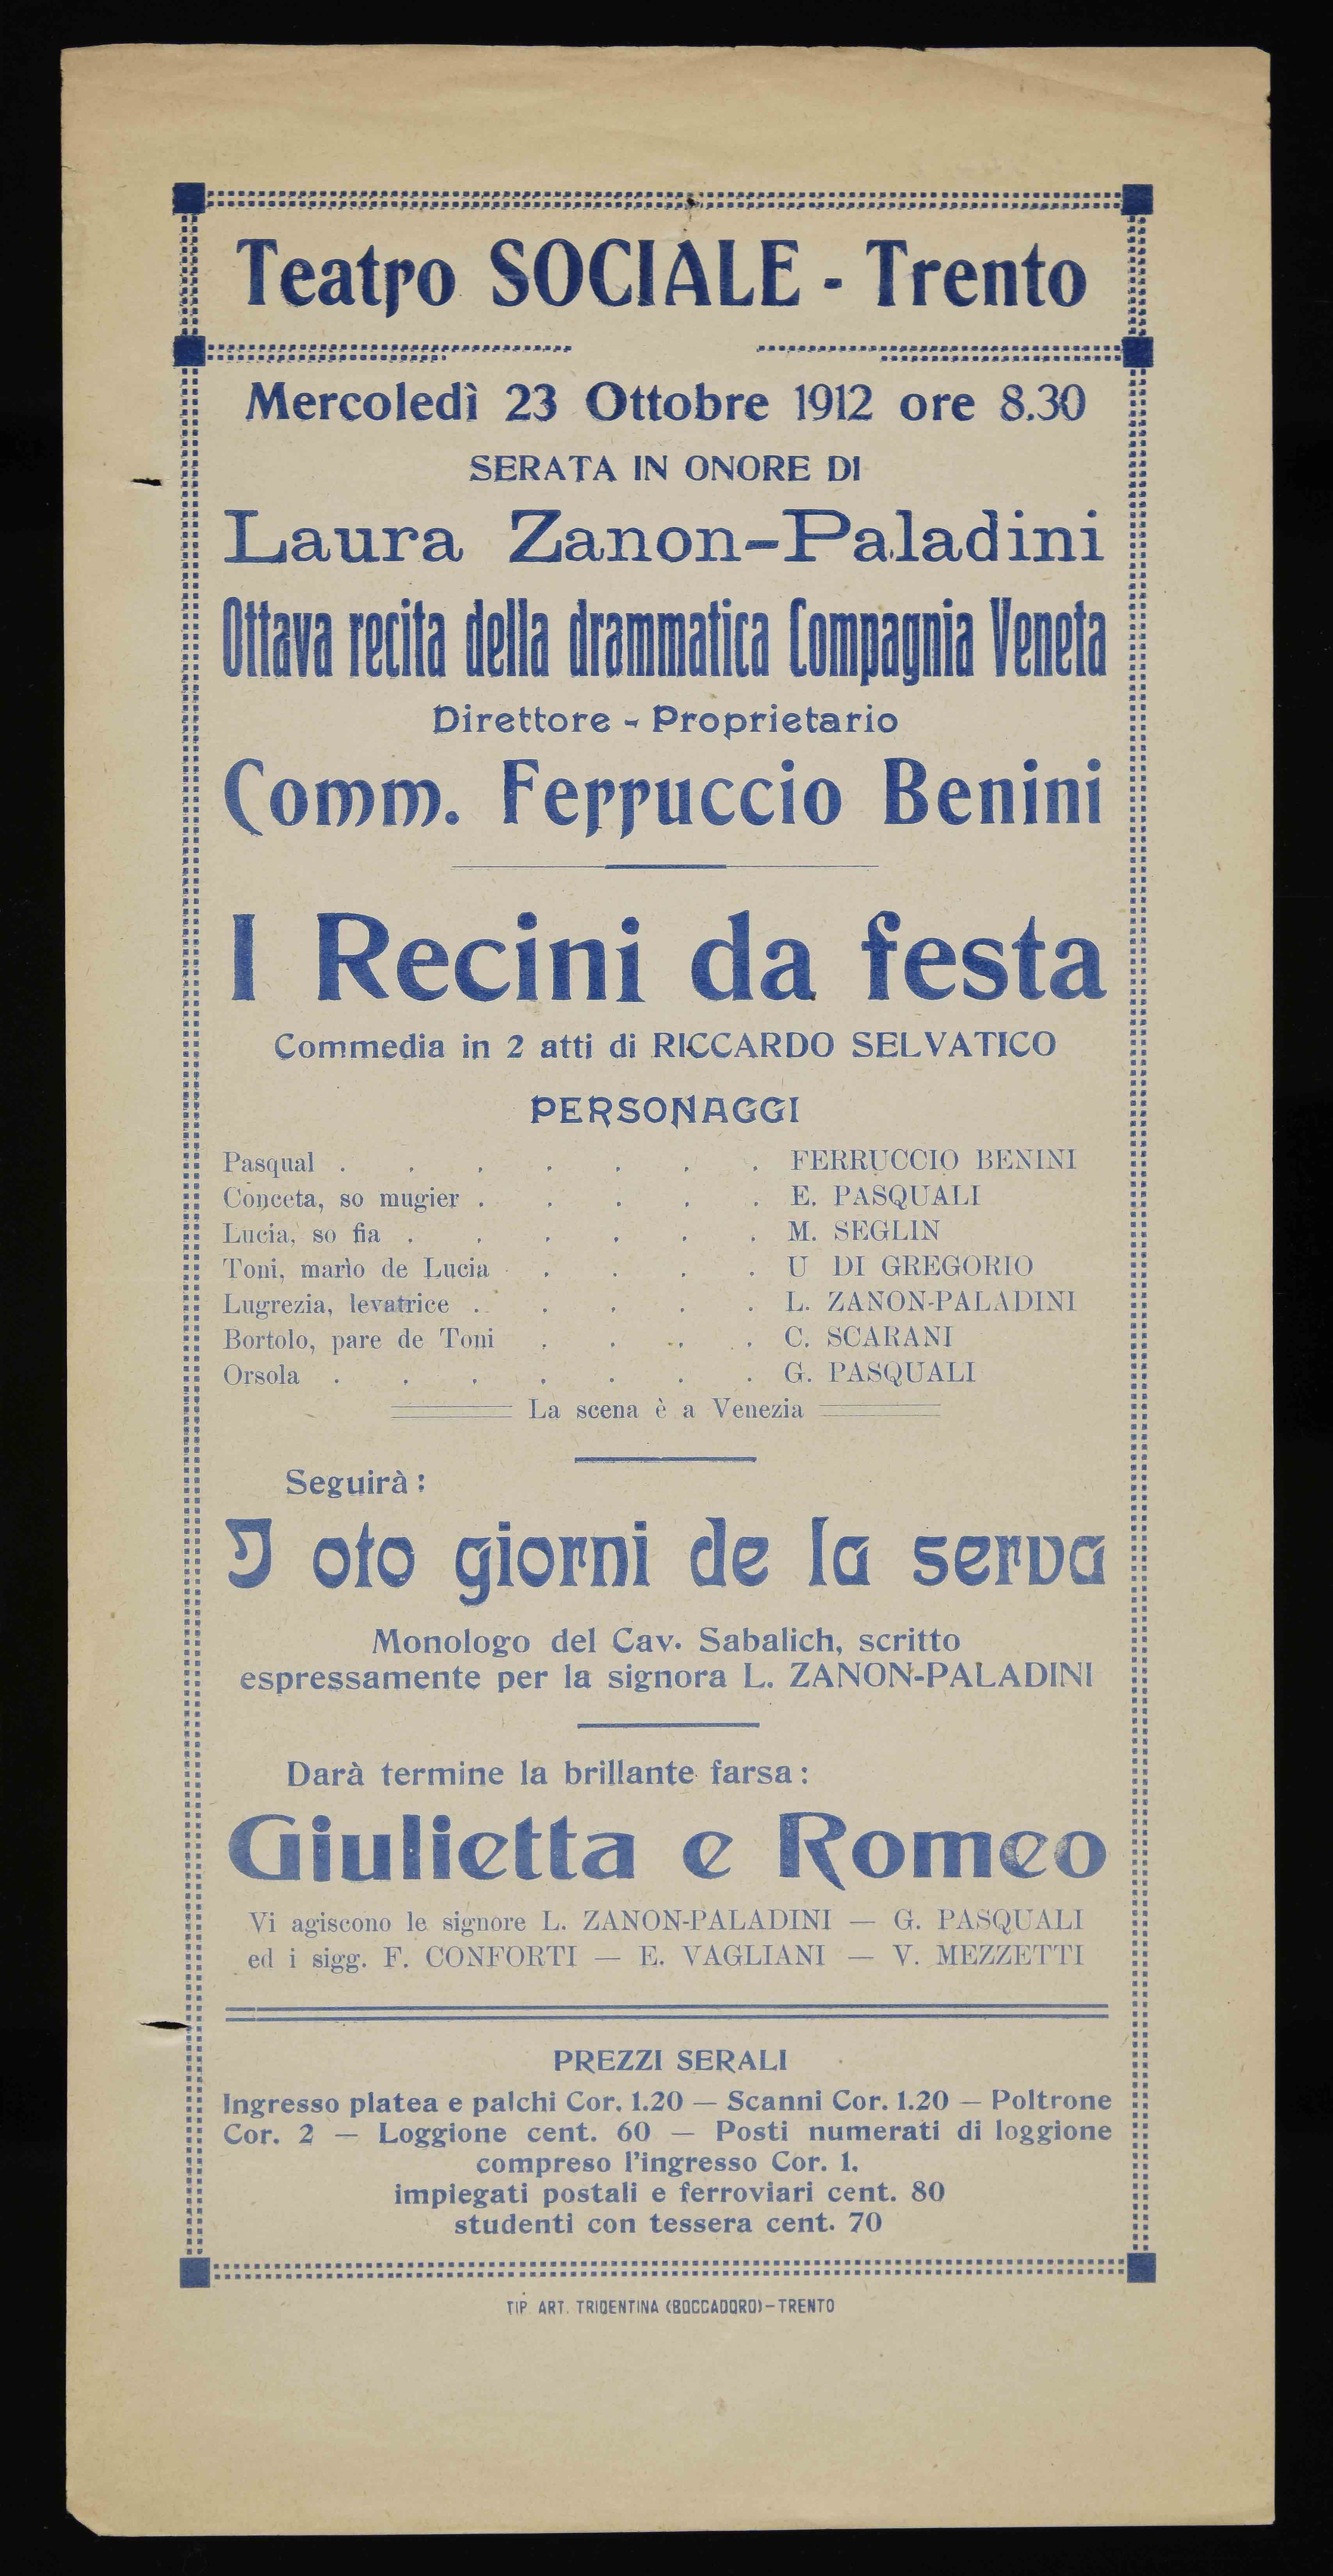 Teatro SOCIALE - Trento
Mercoledì 23 Ottobre 1912 ore 8.30
SERATA IN ONORE DI
Laura Zanon-Paladini
Ottava recita della drammatica Compagnia Veneta
Direttore - Proprietario
Comm. Ferruccio Benini
I Recini da festa
Commedia in 2 atti di RICCARDO SELVATICO
PERSONAGGI
Pasqual . . . . . . . FERRUCCIO BENINI
Conceta, so mugier . . . . . E. PASQUALI
Lucia, so fia . . . . . . M. SEGLIN
Toni, marìo de Lucia . . . . . U DI GREGORIO
Lugrezia, levatrice . . . . . L. ZANON-PALADINI
Bortolo, pare de Toni . . . . C. SCARANI
Orsola . . . . . . . G. PASQUALI
La scena è a Venezia
Seguirà :
I oto giorni de la serva
Monologo del Cav. Sabalich, scritto
espressamente per la signora L. ZANON-PALADINI
Darà termine la brillante farsa :
Giulietta e Romeo
Vi agiscono le signore L. ZANON-PALADINI — G. PASQUALI
ed i sigg. F. CONFORTI — E. VAGLIANI — V. MEZZETTI
PREZZI SERALI
Ingresso platea e palchi Cor. 1.20 — Scanni Cor. 1.20 — Poltrone
Cor. 2 — Loggione cent. 60 — Posti numerati di loggione
compreso l'ingresso Cor. 1.
impiegati postali e ferroviari cent. 80
studenti con tessera cent. 70
TIP. ART. TRIDENTINA (BOCCADORO) - TRENTO